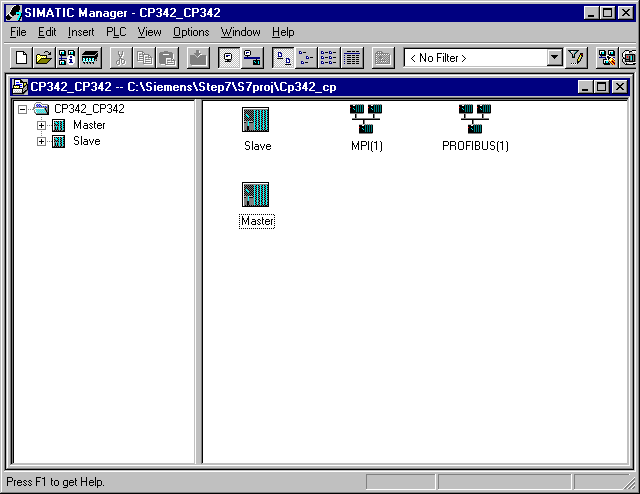 SIMATIC Manager - CP342_CP342
File Edit Insert PLC View Options Window Help
< No Filter>
CP342_CP342 -- C:\Siemens\Step7\S7proj\Cp342_cp
CP342_CP342
Master
Slave
Slave MPI(1) PROFIBUS(1)
Master
Press F1 to get Help.